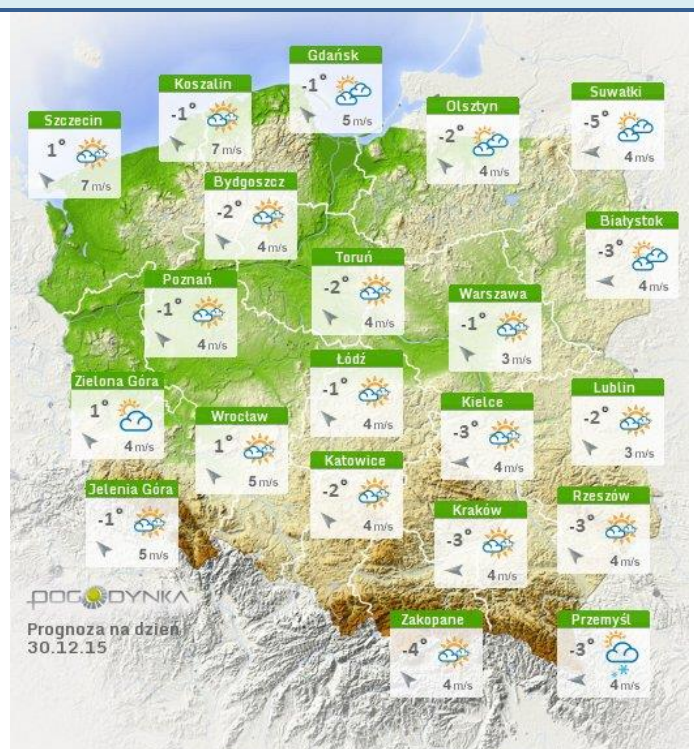 Gdańsk
-1°
5 m/s
Koszalin
-1°
7 m/s
Suwałki
-5°
4 m/s
Olsztyn
-2°
4 m/s
Szczecin
1°
7 m/s
Bydgoszcz
-2°
4 m/s
Białystok
-3°
4 m/s
Toruń
-2°
4 m/s
Poznań
-1°
4 m/s
Warszawa
-1°
3 m/s
Łódź
-1°
4 m/s
Zielona Góra
1°
4 m/s
Lublin
-2°
3 m/s
Kielce
-3°
4 m/s
Wrocław
1°
5 m/s
Katowice
-2°
4 m/s
Jelenia Góra
-1°
5 m/s
Rzeszów
-3°
4 m/s
Kraków
-3°
4 m/s
POGODYNKA
Prognoza na dzień
30.12.15
Zakopane
-4°
4 m/s
Przemyśl
-3°
4 m/s